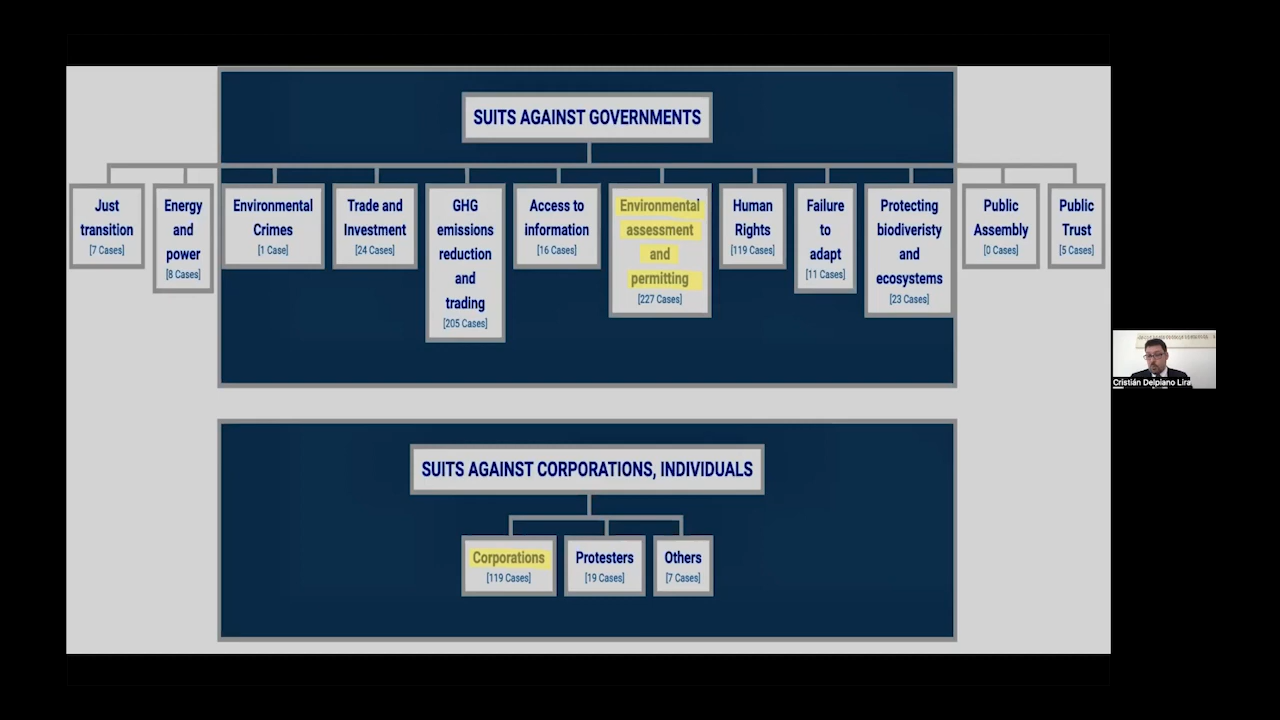 SUITS AGAINST GOVERNMENTS
Just
transition
[7 Cases]
Energy
and
power
[8 Cases]
Environmental
Crimes
[1 Case]
Trade and
Investment
[24 Cases]
GHG
emissions
reduction
and
trading
[205 Cases]
Access to
information
[16 Cases]
Environmental
assessment
and
permitting
[227 Cases]
Human
Rights
[119 Cases]
Failure
to
adapt
[11 Cases]
Protecting
biodiveristy
and
ecosystems
[23 Cases]
Public
Assembly
[0 Cases]
Public
Trust
[5 Cases]
SUITS AGAINST CORPORATIONS, INDIVIDUALS
Corporations
[119 Cases]
Protesters
[19 Cases]
Others
[7 Cases]
Cristián Delpiano Lira